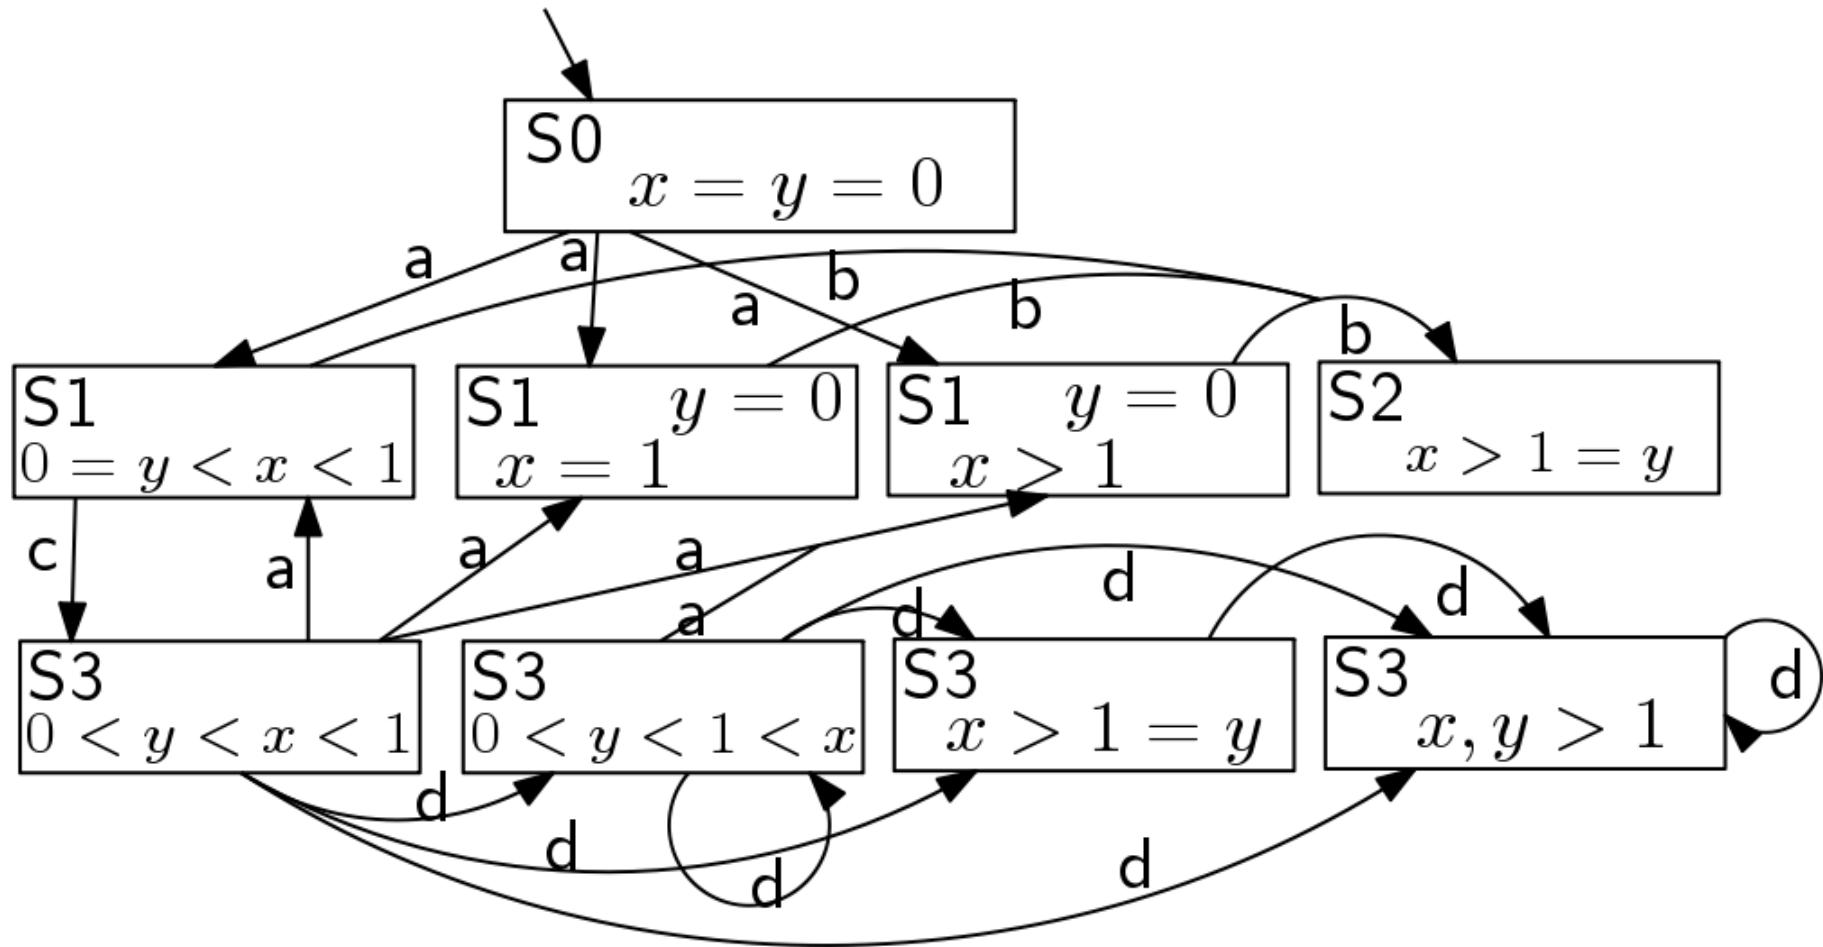 S0
x = y = 0
a
a
a
b
b
b
S1
0 = y < x < 1
S1
y = 0
x = 1
S1
y = 0
x > 1
S2
x > 1 = y
c
a
a
a
a
d
d
d
S3
0 < y < x < 1
S3
0 < y < 1 < x
S3
x > 1 = y
S3
x, y > 1
d
d
d
d
d